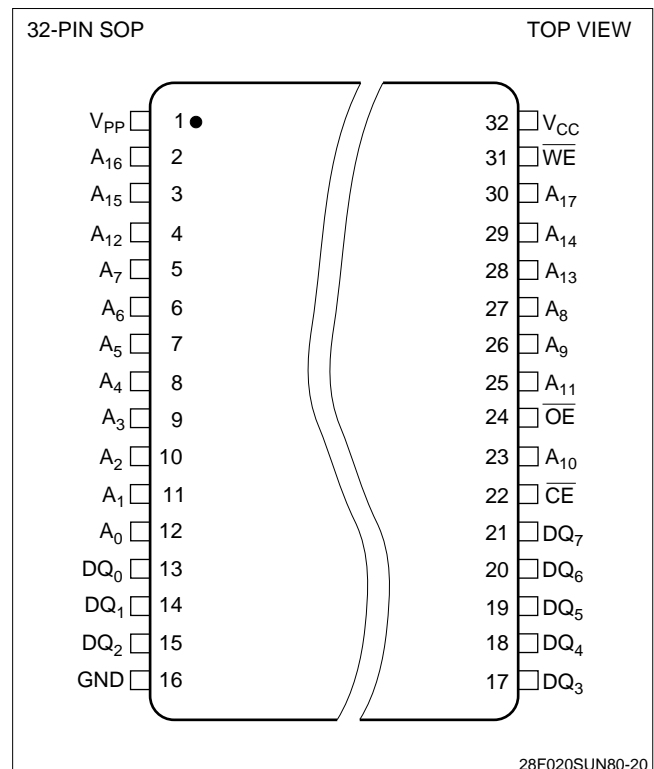 32-PIN SOP TOP VIEW
VPP 1 32 VCC
A16 2 31 WE
A15 3 30 A17
A12 4 29 A14
A7 5 28 A13
A6 6 27 A8
A5 7 26 A9
A4 8 25 A11
A3 9 24 OE
A2 10 23 A10
A1 11 22 CE
A0 12 21 DQ7
DQ0 13 20 DQ6
DQ1 14 19 DQ5
DQ2 15 18 DQ4
GND 16 17 DQ3
28F020SUN80-20